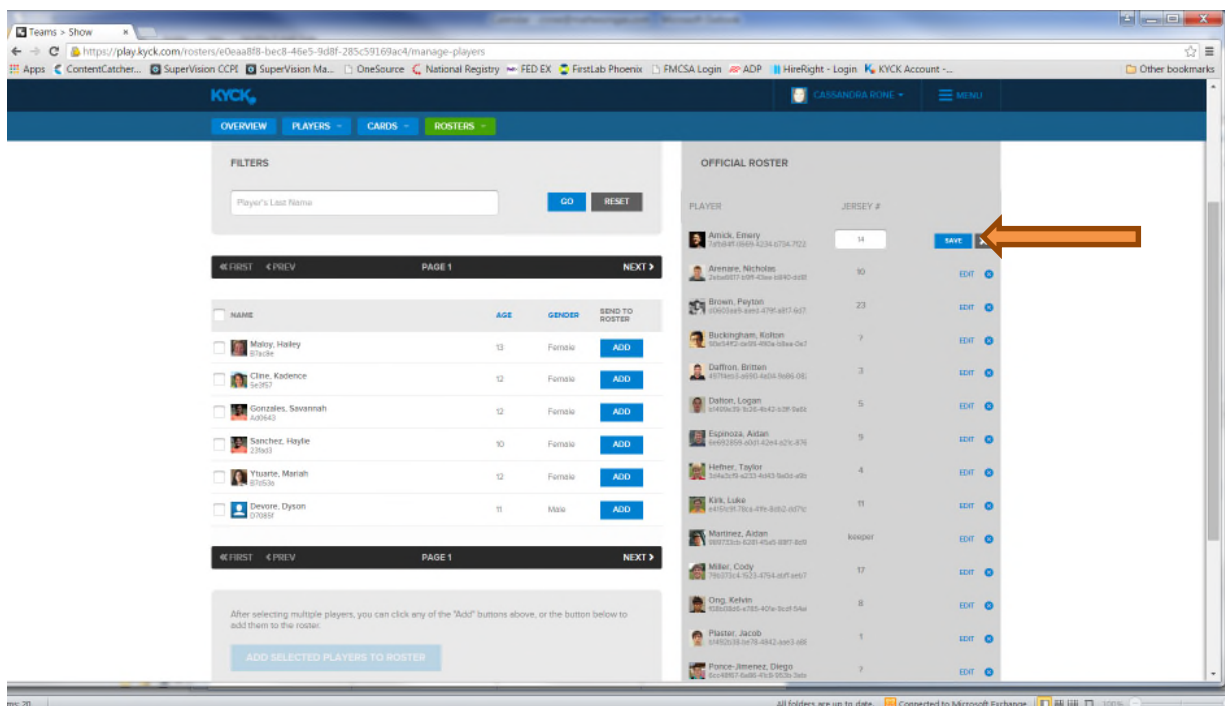 Teams > Show
https://play.kyck.com/rosters/e0eaa8f8-bec8-46e5-9d8f-285c59169ac4/manage-players
Apps ContentCatcher... SuperVision CCPI SuperVision Ma... OneSource National Registry FED EX FirstLab Phoenix FMCSA Login ADP HireRight - Login KYCK Account -... Other bookmarks
KYCK
CASSANDRA RONE MENU
OVERVIEW PLAYERS CARDS ROSTERS
FILTERS
Player's Last Name GO RESET
FIRST PREV PAGE 1 NEXT
NAME AGE GENDER SEND TO ROSTER
Maloy, Hailey 13 Female ADD
87ac8e
Cline, Kadence 12 Female ADD
5e3f57
Gonzales, Savannah 12 Female ADD
Ad0643
Sanchez, Haylie 10 Female ADD
23fad3
Ytuarte, Mariah 12 Female ADD
87d53b
Devore, Dyson 11 Male ADD
D7085f
FIRST PREV PAGE 1 NEXT
After selecting multiple players, you can click any of the "Add" buttons above, or the button below to
add them to the roster.
ADD SELECTED PLAYERS TO ROSTER
OFFICIAL ROSTER
PLAYER JERSEY #
Amick, Emery 14 SAVE
Arenare, Nicholas 10 EDIT
Brown, Payton 23 EDIT
Buckingham, Kolton 7 EDIT
Daffron, Britten 3 EDIT
Dalton, Logan 5 EDIT
Espinoza, Aidan 9 EDIT
Hefner, Taylor 4 EDIT
Kirk, Luke 11 EDIT
Martinez, Aidan keeper EDIT
Miller, Cody 17 EDIT
Ong, Kelvin 8 EDIT
Plaster, Jacob 1 EDIT
Ponce-Jimenez, Diego 7 EDIT
All folders are up to date. Connected to Microsoft Exchange 100%